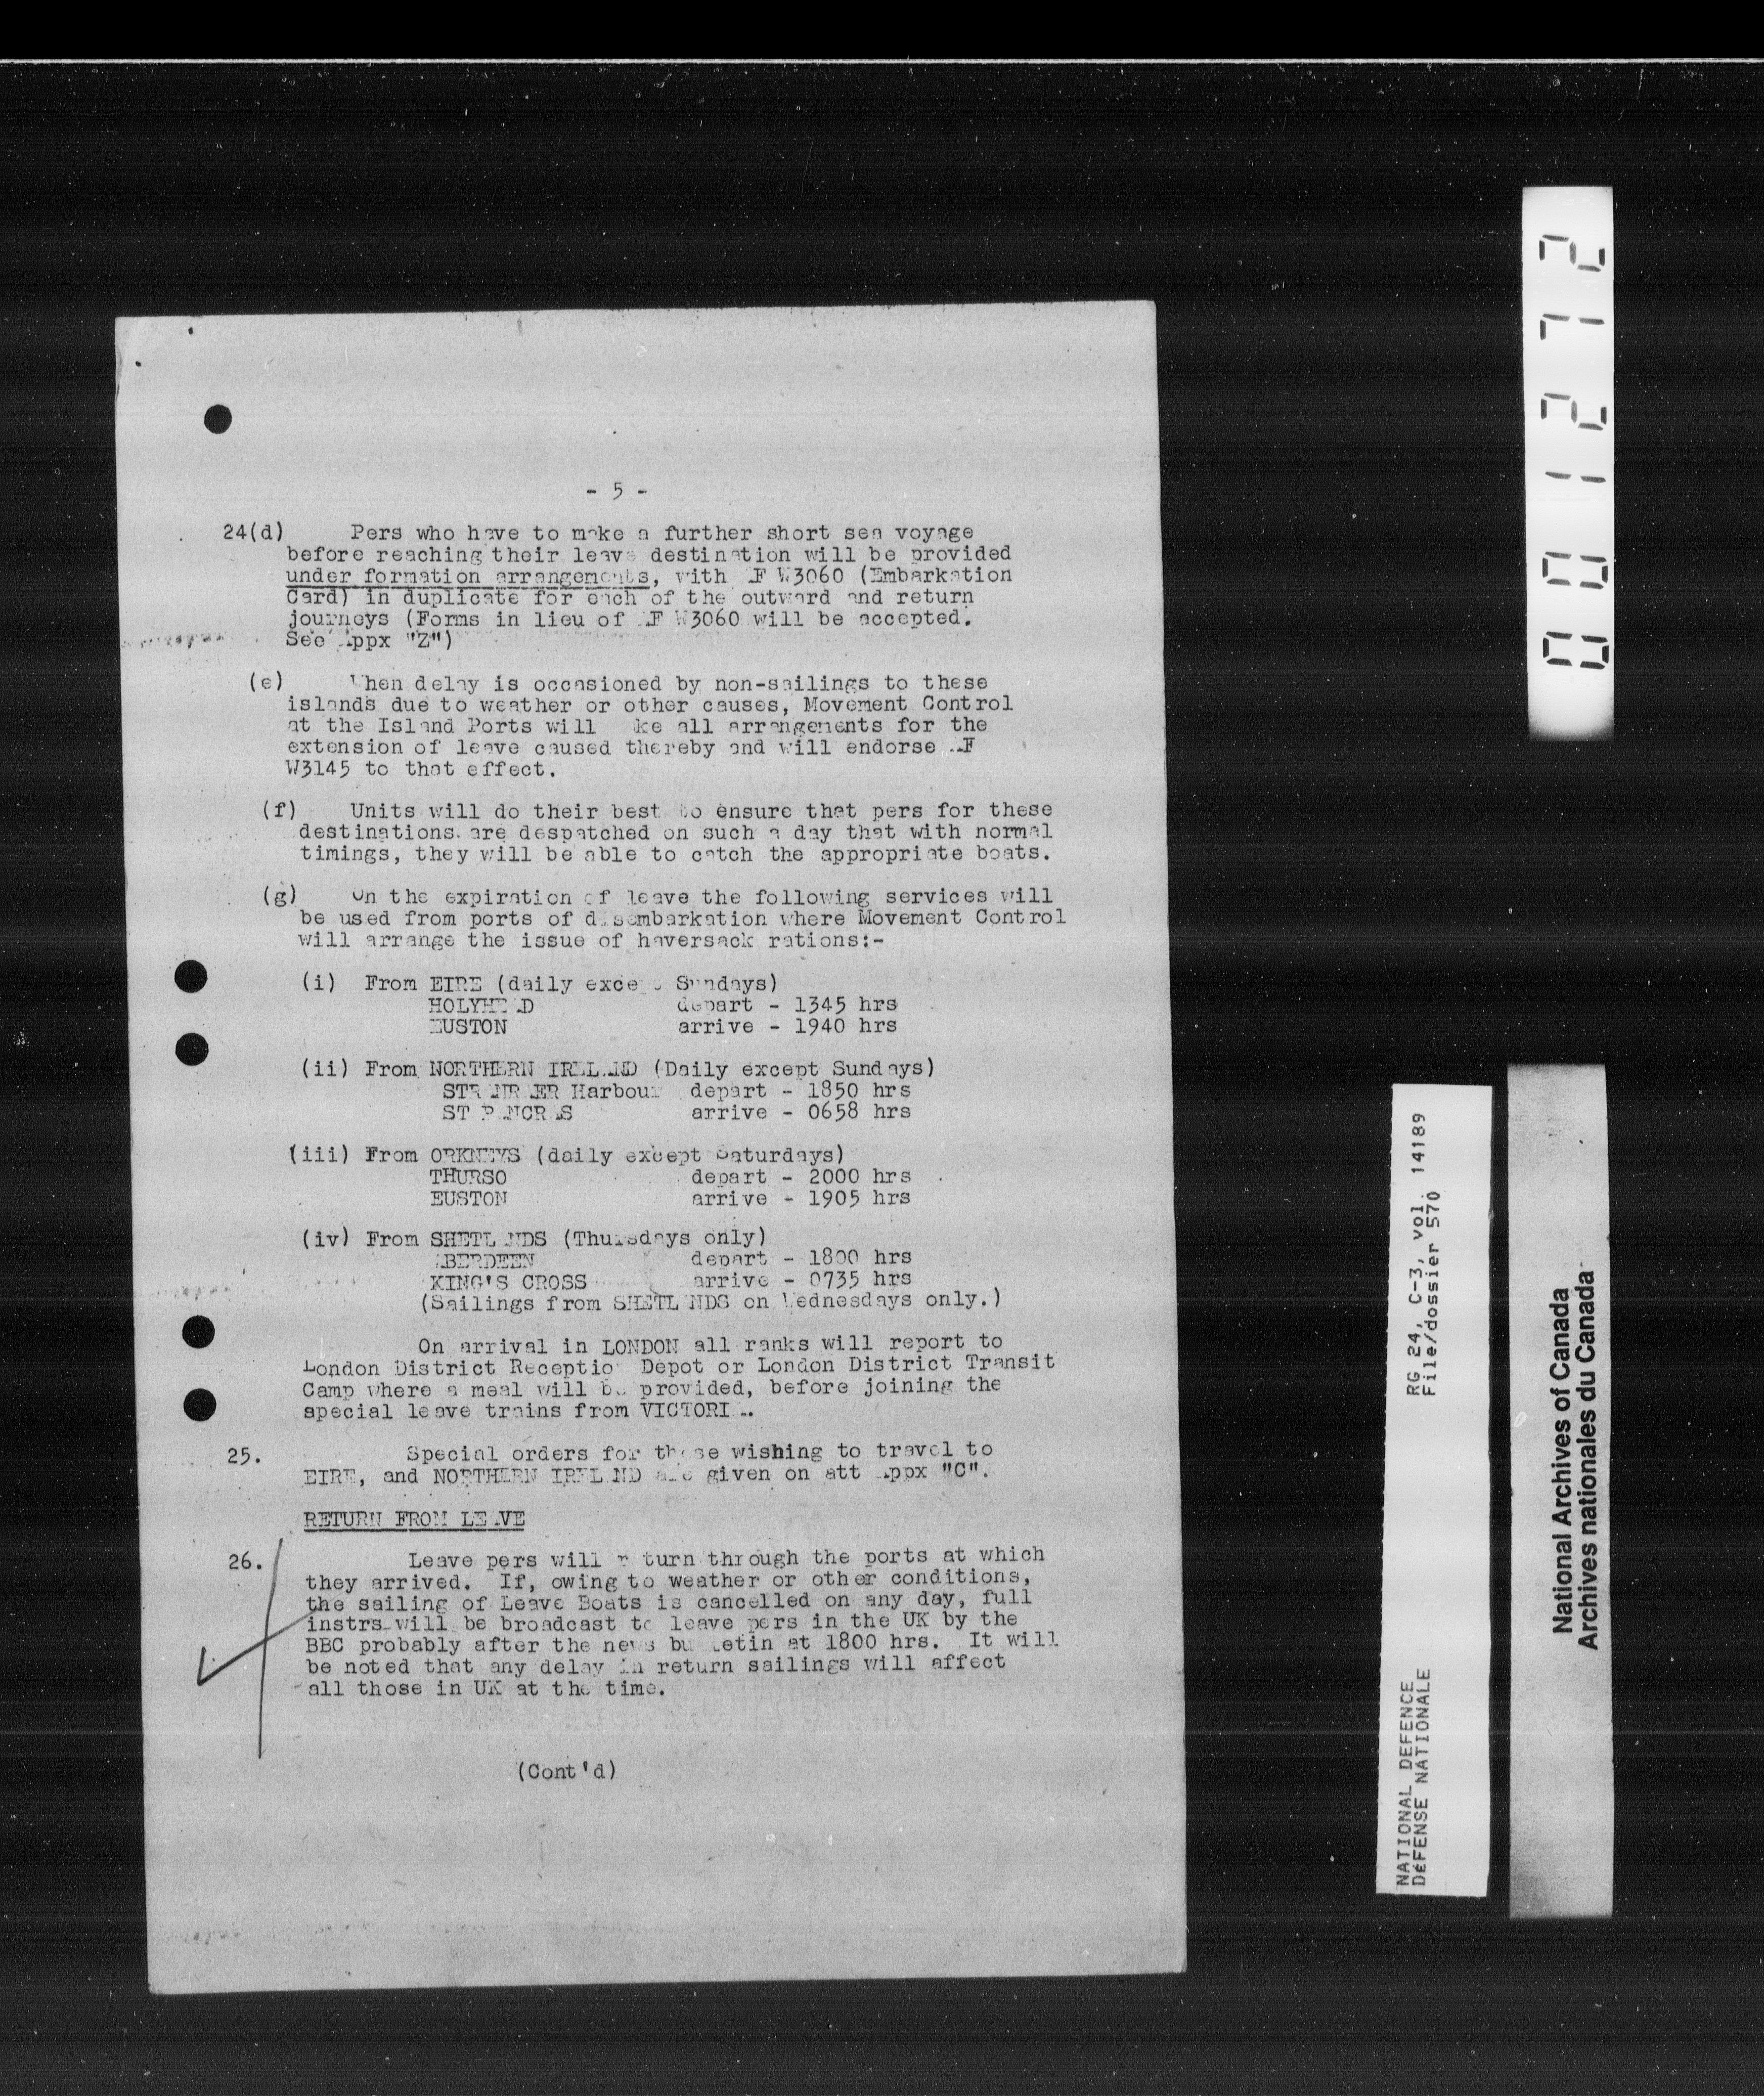 - 5 -
24(d) Pers who have to make a further short sea voyage
before reaching their leave destination will be provided
under formation arrangements, with AF W3060 (Embarkation
Card) in duplicate for each of the outward and return
journeys (Forms in lieu of AF W3060 will be accepted.
See Appx "Z")
(e) When delay is occasioned by non-sailings to these
islands due to weather or other causes, Movement Control
at the Island Ports will make all arrangements for the
extension of leave caused thereby and will endorse AF
W3145 to that effect.
(f) Units will do their best to ensure that pers for these
destinations are despatched on such a day that with normal
timings, they will be able to catch the appropriate boats.
(g) On the expiration of leave the following services will
be used from ports of disembarkation where Movement Control
will arrange the issue of haversack rations:-
(i) From EIRE (daily except Sundays)
HOLYHEAD depart - 1345 hrs
EUSTON arrive - 1940 hrs
(ii) From NORTHERN IRELAND (Daily except Sundays)
STRANRAER Harbour depart - 1850 hrs
ST PANCRAS arrive - 0658 hrs
(iii) From ORKNEYS (daily except Saturdays)
THURSO depart - 2000 hrs
EUSTON arrive - 1905 hrs
(iv) From SHETLANDS (Thursdays only)
ABERDEEN depart - 1800 hrs
KING'S CROSS arrive - 0735 hrs
(Sailings from SHETLANDS on Wednesdays only.)
On arrival in LONDON all ranks will report to
London District Reception Depot or London District Transit
Camp where a meal will be provided, before joining the
special leave trains from VICTORIA.
25. Special orders for those wishing to travel to
EIRE, and NORTHERN IRELAND are given on att Appx "C".
RETURN FROM LEAVE
26. Leave pers will return through the ports at which
they arrived. If, owing to weather or other conditions,
the sailing of Leave Boats is cancelled on any day, full
instrs will be broadcast to leave pers in the UK by the
BBC probably after the news bulletin at 1800 hrs. It will
be noted that any delay in return sailings will affect
all those in UK at the time.
(Cont'd)
001272
NATIONAL DEFENCE RG 24, C-3, vol. 14189
DÉFENSE NATIONALE File/dossier 570
National Archives of Canada
Archives nationales du Canada